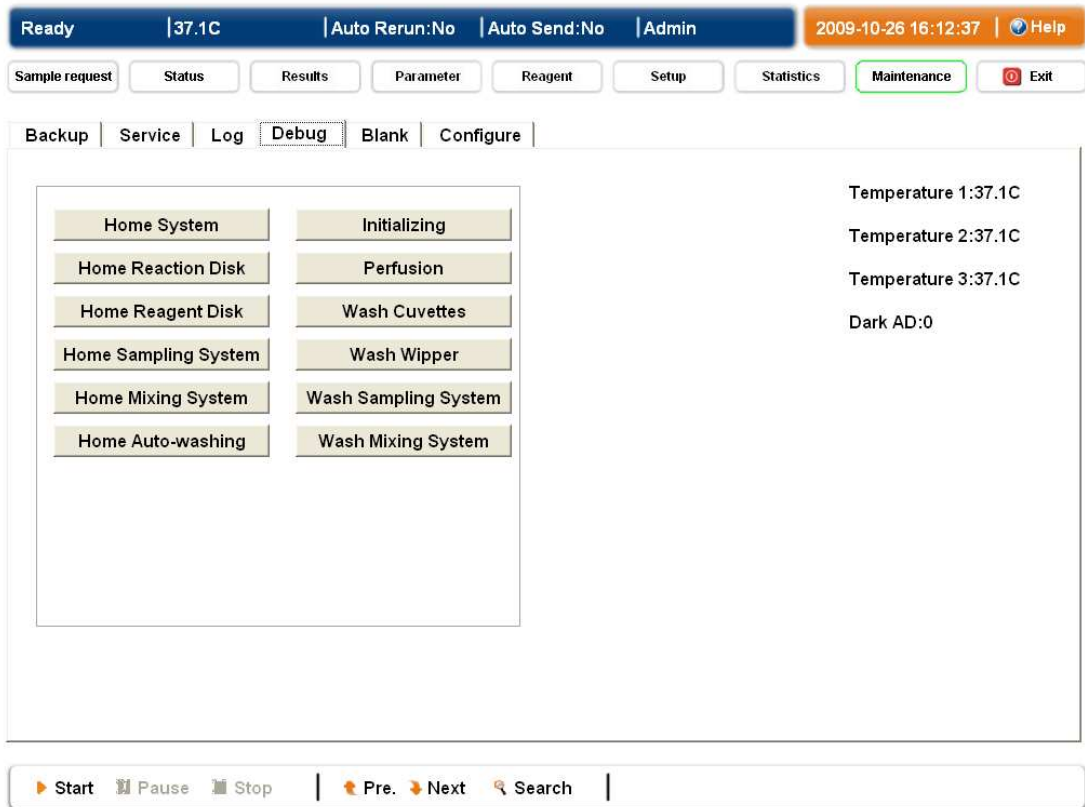 Ready |37.1C |Auto Rerun:No |Auto Send:No |Admin 2009-10-26 16:12:37 | Help
Sample request Status Results Parameter Reagent Setup Statistics Maintenance Exit
Backup Service Log Debug Blank Configure
Home System Initializing
Home Reaction Disk Perfusion
Home Reagent Disk Wash Cuvettes
Home Sampling System Wash Wipper
Home Mixing System Wash Sampling System
Home Auto-washing Wash Mixing System
Temperature 1:37.1C
Temperature 2:37.1C
Temperature 3:37.1C
Dark AD:0
Start Pause Stop | Pre. Next Search |